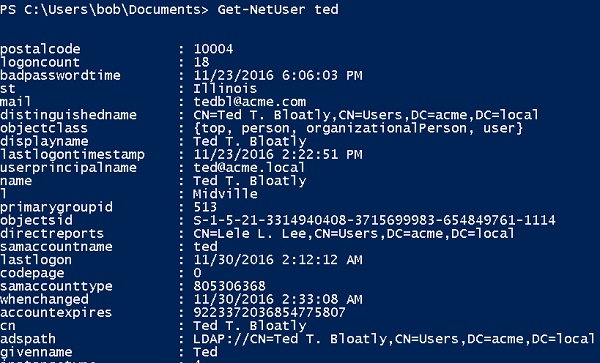 PS C:\Users\bob\Documents> Get-NetUser ted
postalcode : 10004
logoncount : 18
badpasswordtime : 11/23/2016 6:06:03 PM
st : Illinois
mail : tedbl@acme.com
distinguishedname : CN=Ted T. Bloatly,CN=Users,DC=acme,DC=local
objectclass : {top, person, organizationalPerson, user}
displayname : Ted T. Bloatly
lastlogontimestamp : 11/23/2016 2:22:51 PM
userprincipalname : ted@acme.local
name : Ted T. Bloatly
l : Midville
primarygroupid : 513
objectsid : S-1-5-21-3314940408-3715699983-654849761-1114
directreports : CN=Lele L. Lee,CN=Users,DC=acme,DC=local
samaccountname : ted
lastlogon : 11/30/2016 2:12:12 AM
codepage : 0
samaccounttype : 805306368
whenchanged : 11/30/2016 2:33:08 AM
accountexpires : 9223372036854775807
cn : Ted T. Bloatly
adspath : LDAP://CN=Ted T. Bloatly,CN=Users,DC=acme,DC=local
givenname : Ted